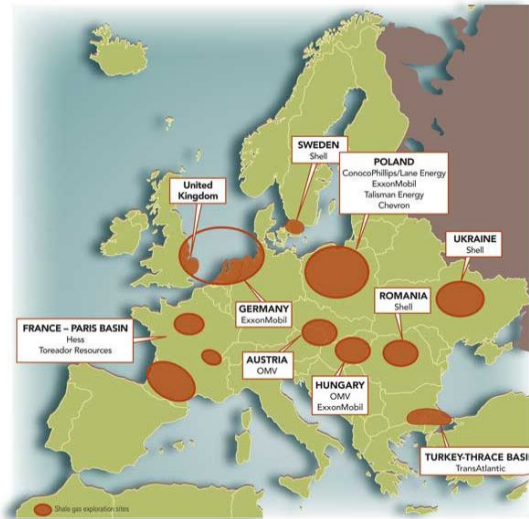 SWEDEN
Shell
POLAND
ConocoPhillips/Lane Energy
ExxonMobil
Talisman Energy
Chevron
United
Kingdom
UKRAINE
Shell
GERMANY
ExxonMobil
ROMANIA
Shell
FRANCE – PARIS BASIN
Hess
Toreador Resources
AUSTRIA
OMV
HUNGARY
OMV
ExxonMobil
TURKEY-THRACE BASIN
TransAtlantic
Shale gas exploration sites